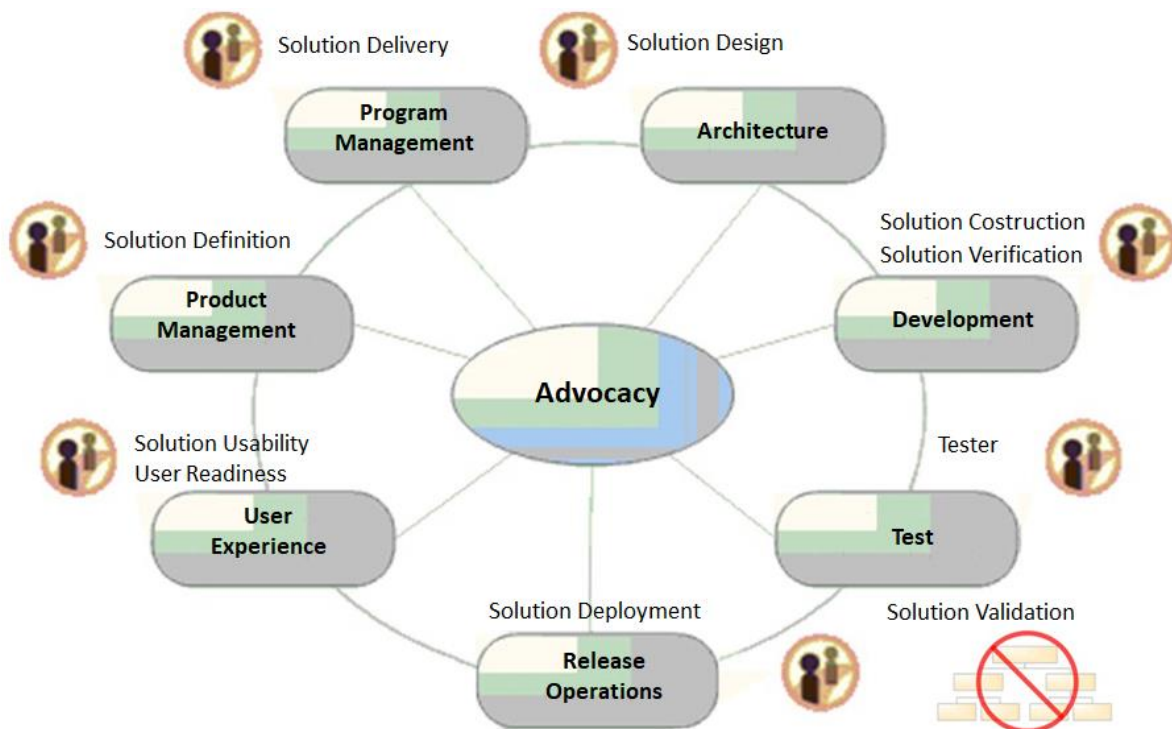 Solution Delivery
Solution Design
Program
Management
Architecture
Solution Definition
Solution Costruction
Solution Verification
Product
Management
Development
Advocacy
Solution Usability
User Readiness
Tester
User
Experience
Test
Solution Deployment
Solution Validation
Release
Operations